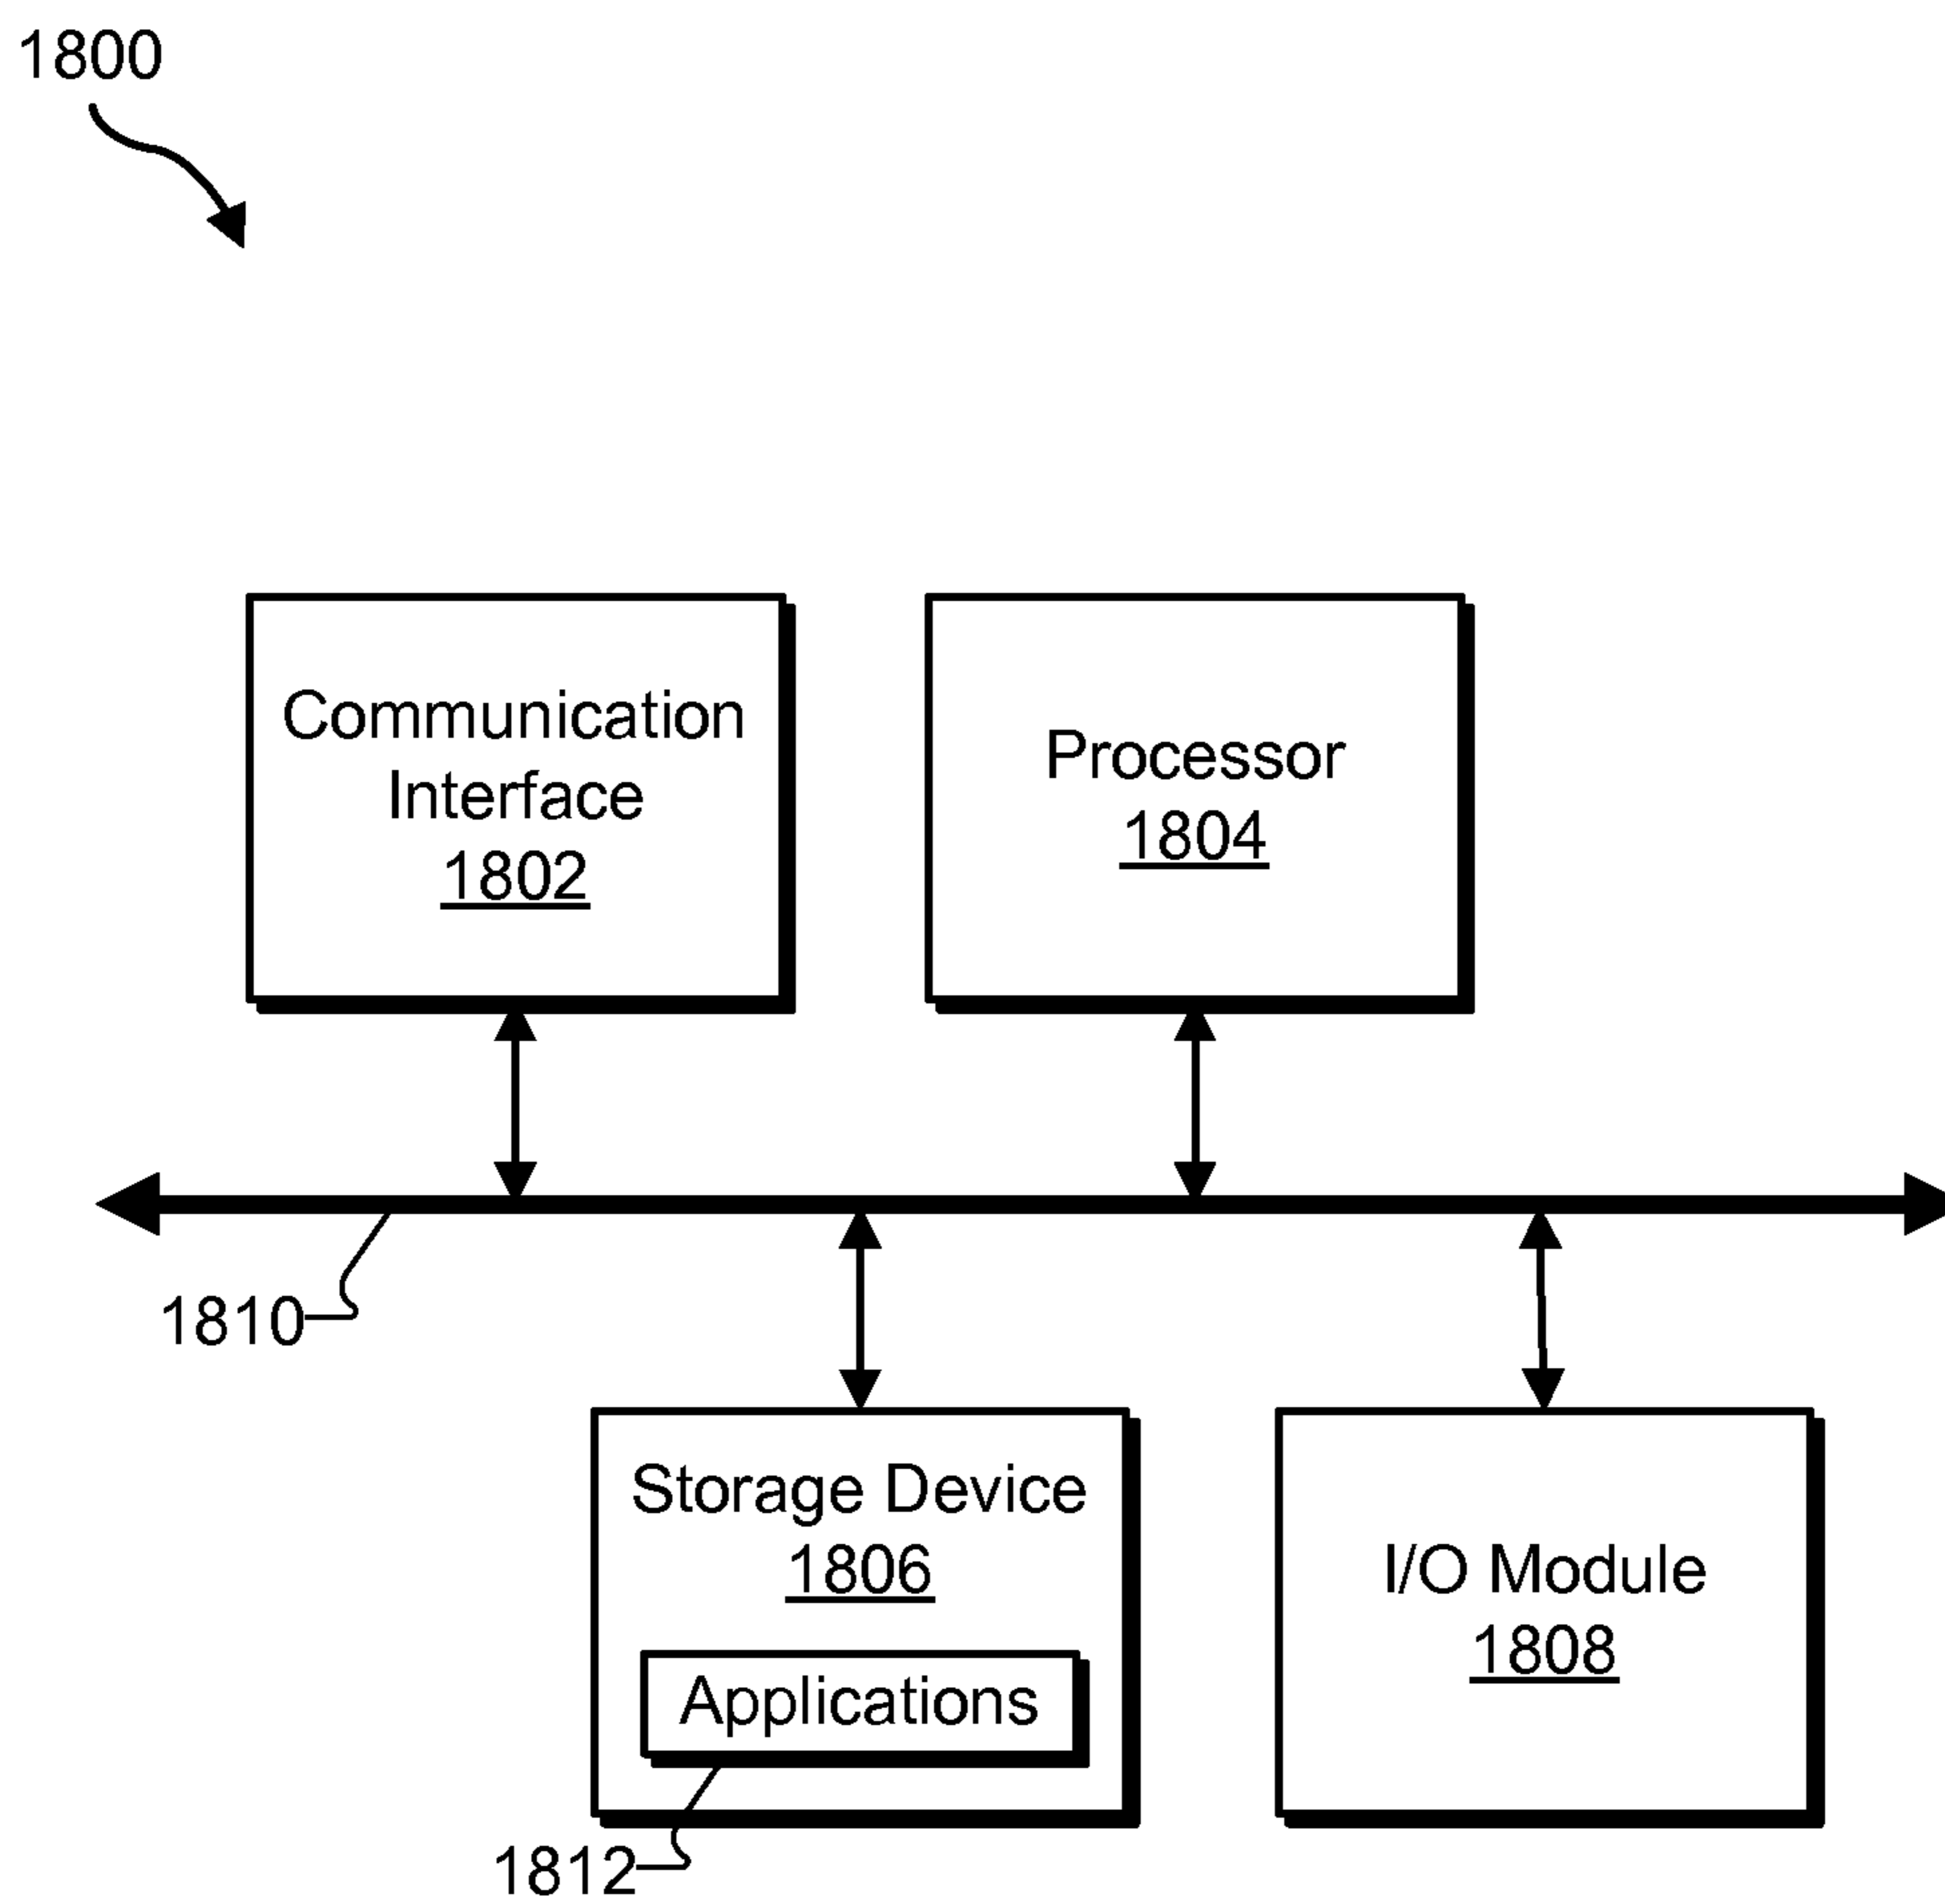 1800
Communication
Interface
1802
Processor
1804
1810
Storage Device
1806
Applications
1812
I/O Module
1808